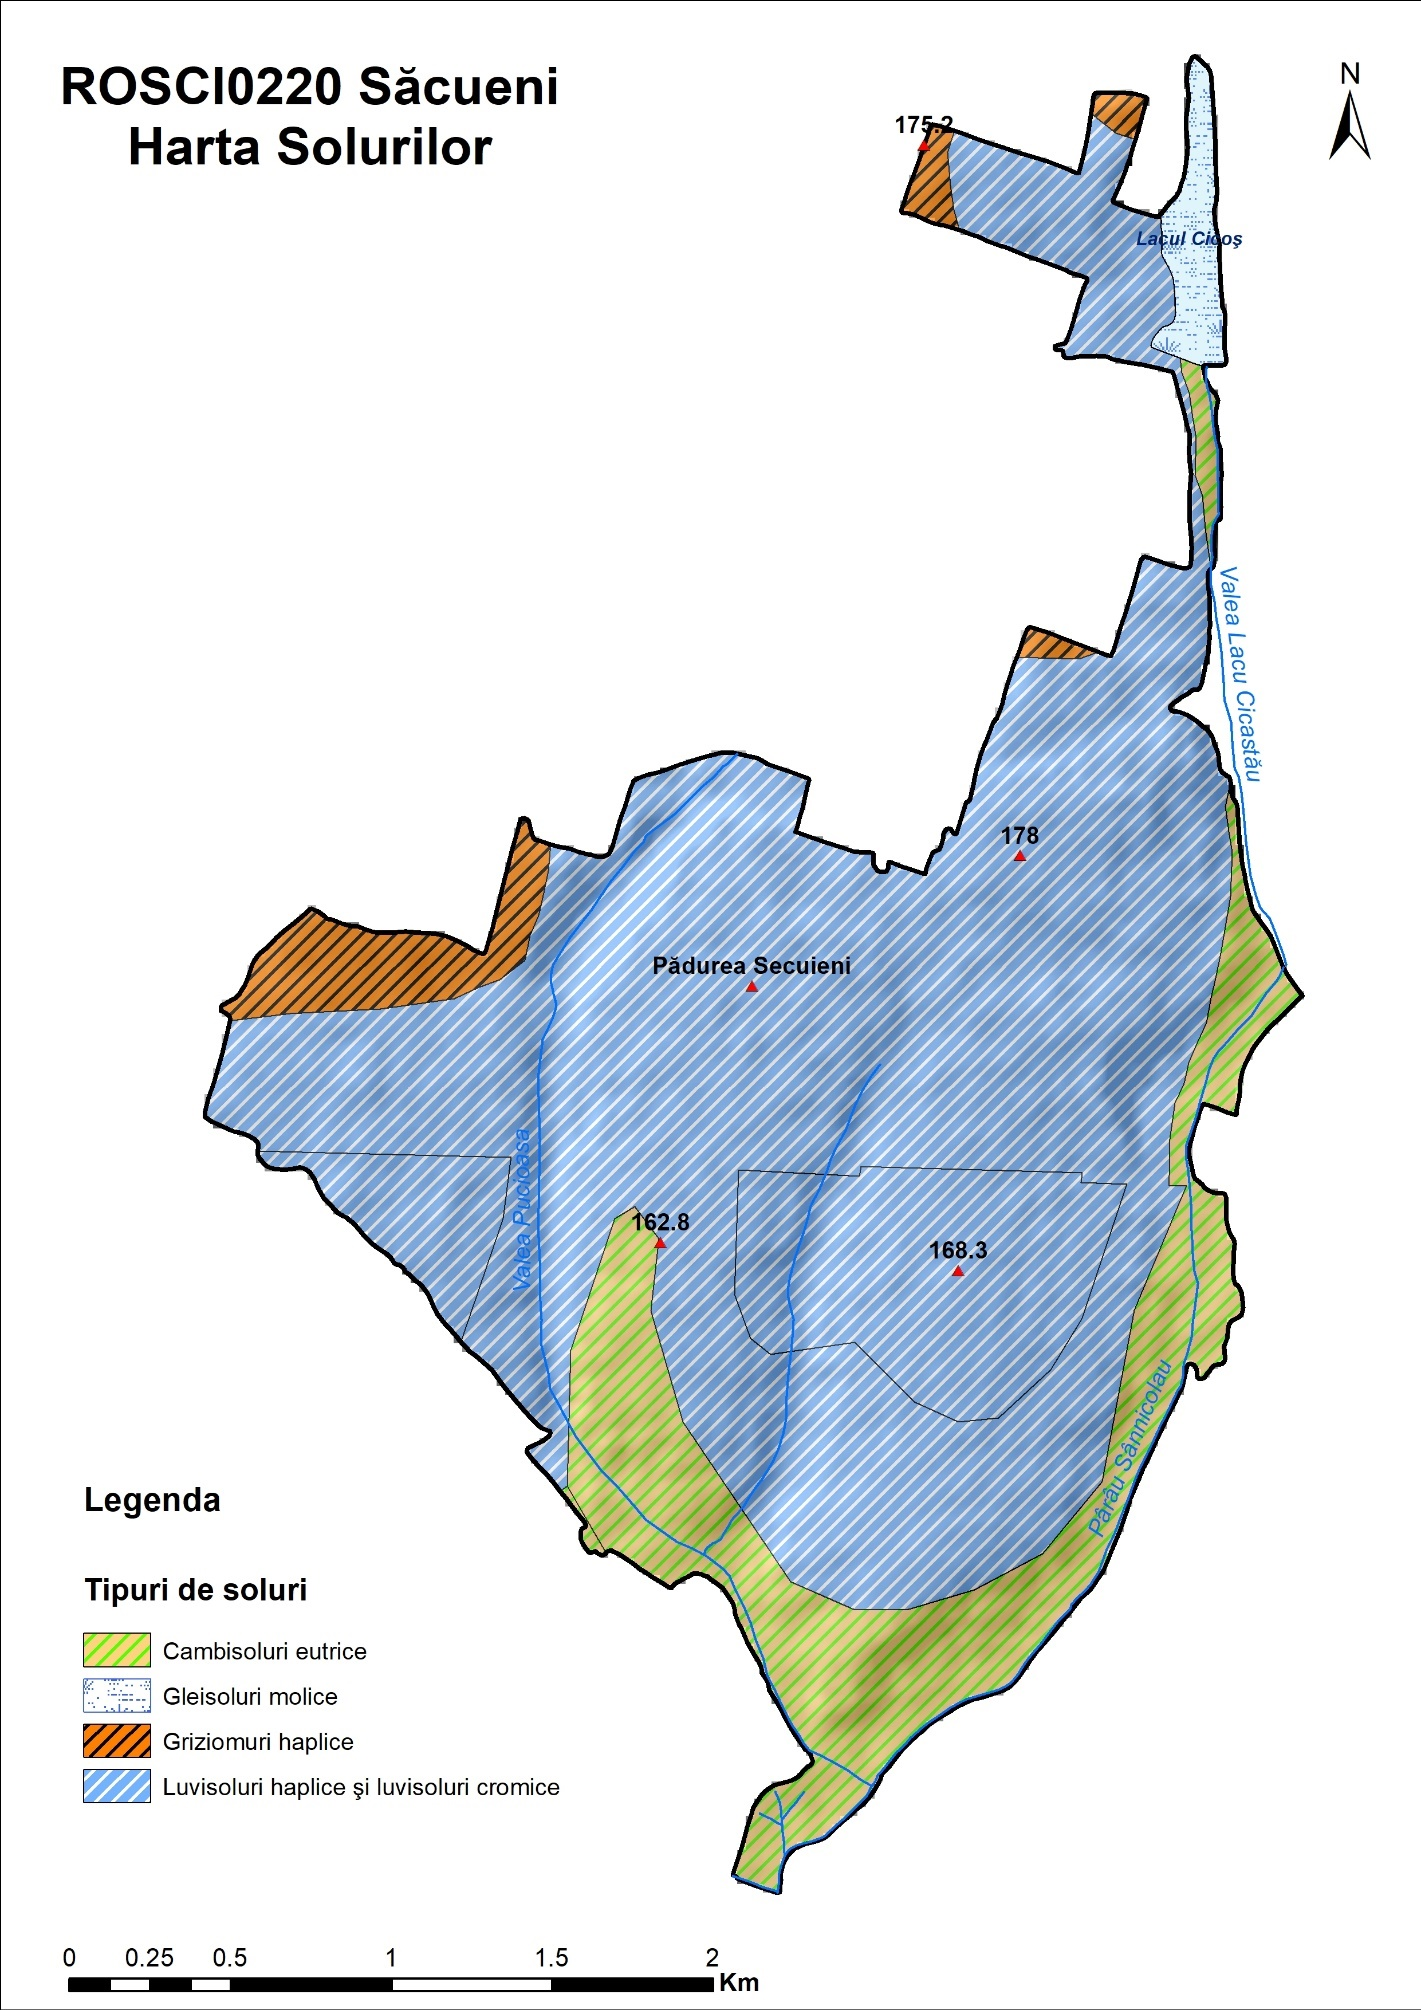 ROSCI0220 Săcueni
Harta Solurilor
N
175.2
Lacul Cicoş
Valea Lacu Cicastău
178
Pădurea Secuieni
Valea Pucioasa
162.8
168.3
Pârâu Sânnicolau
Legenda
Tipuri de soluri
Cambisoluri eutrice
Gleisoluri molice
Griziomuri haplice
Luvisoluri haplice şi luvisoluri cromice
0 0.25 0.5 1 1.5 2
Km